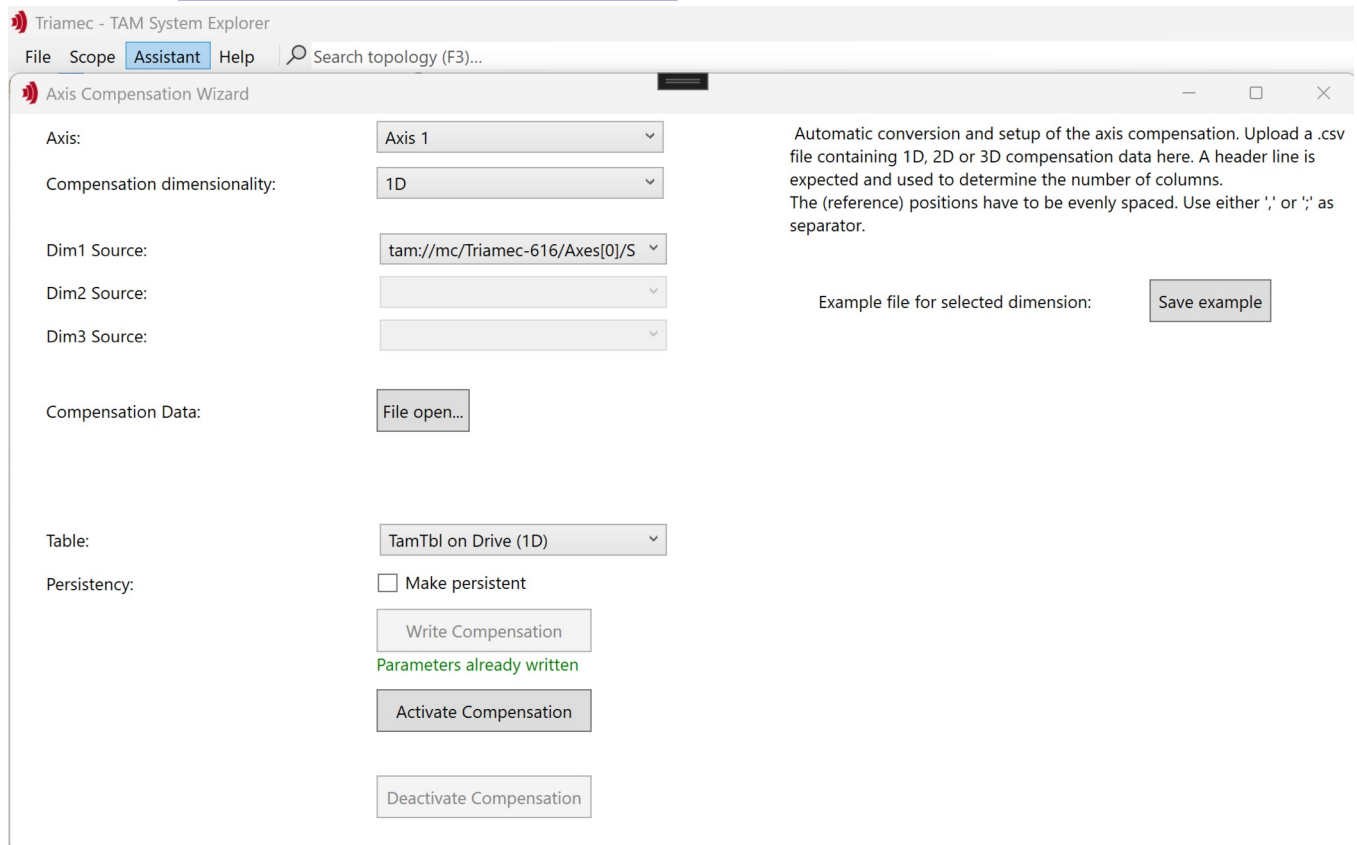 Triamec - TAM System Explorer
File Scope Assistant Help Search topology (F3)...
Axis Compensation Wizard
Axis: Axis 1
Compensation dimensionality: 1D
Dim1 Source: tam://mc/Triamec-616/Axes[0]/S
Dim2 Source:
Dim3 Source:
Compensation Data: File open...
Table: TamTbl on Drive (1D)
Persistency: Make persistent
Write Compensation
Parameters already written
Activate Compensation
Deactivate Compensation
Automatic conversion and setup of the axis compensation. Upload a .csv
file containing 1D, 2D or 3D compensation data here. A header line is
expected and used to determine the number of columns.
The (reference) positions have to be evenly spaced. Use either ',' or ';' as
separator.
Example file for selected dimension: Save example